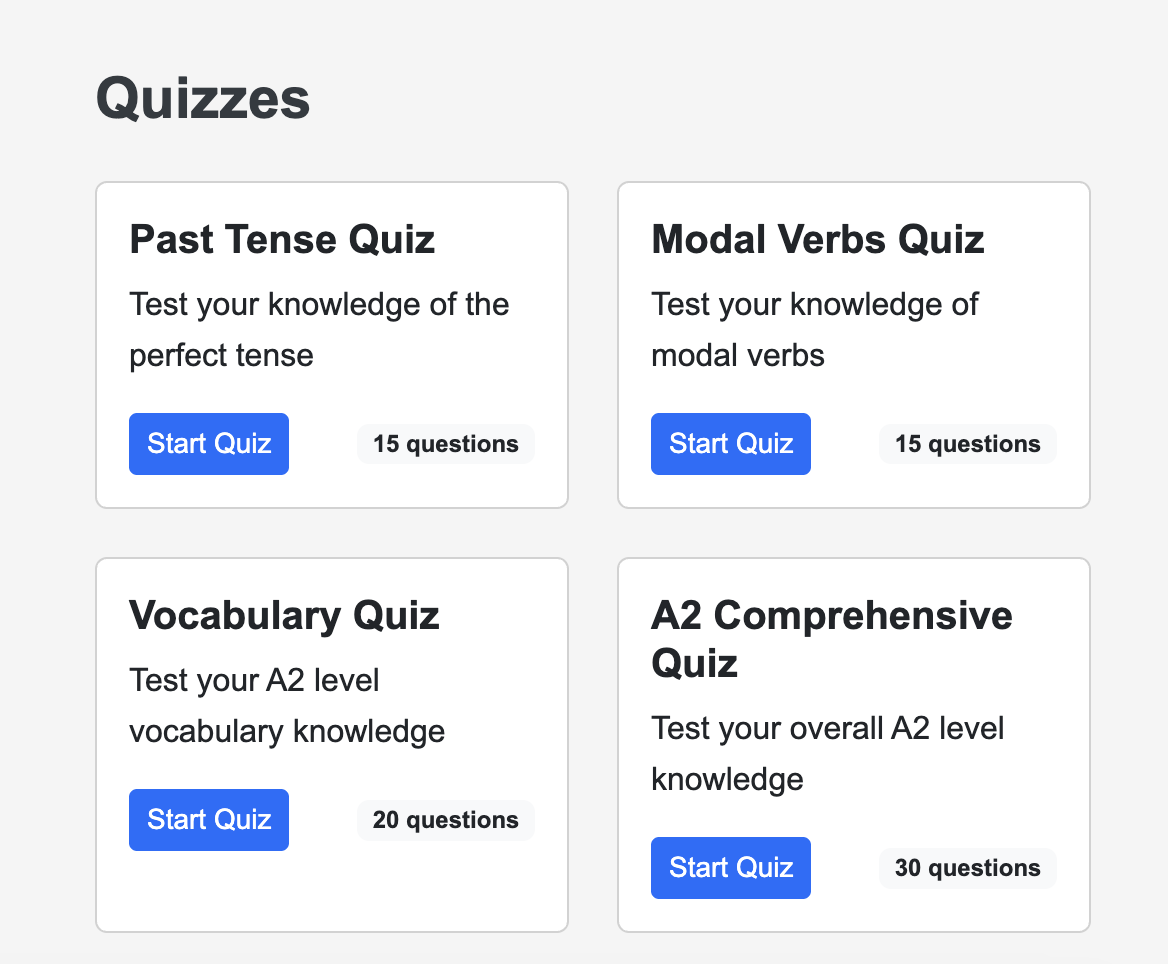 Quizzes
Past Tense Quiz
Test your knowledge of the
perfect tense
Start Quiz
15 questions
Modal Verbs Quiz
Test your knowledge of
modal verbs
Start Quiz
15 questions
Vocabulary Quiz
Test your A2 level
vocabulary knowledge
Start Quiz
20 questions
A2 Comprehensive
Quiz
Test your overall A2 level
knowledge
Start Quiz
30 questions